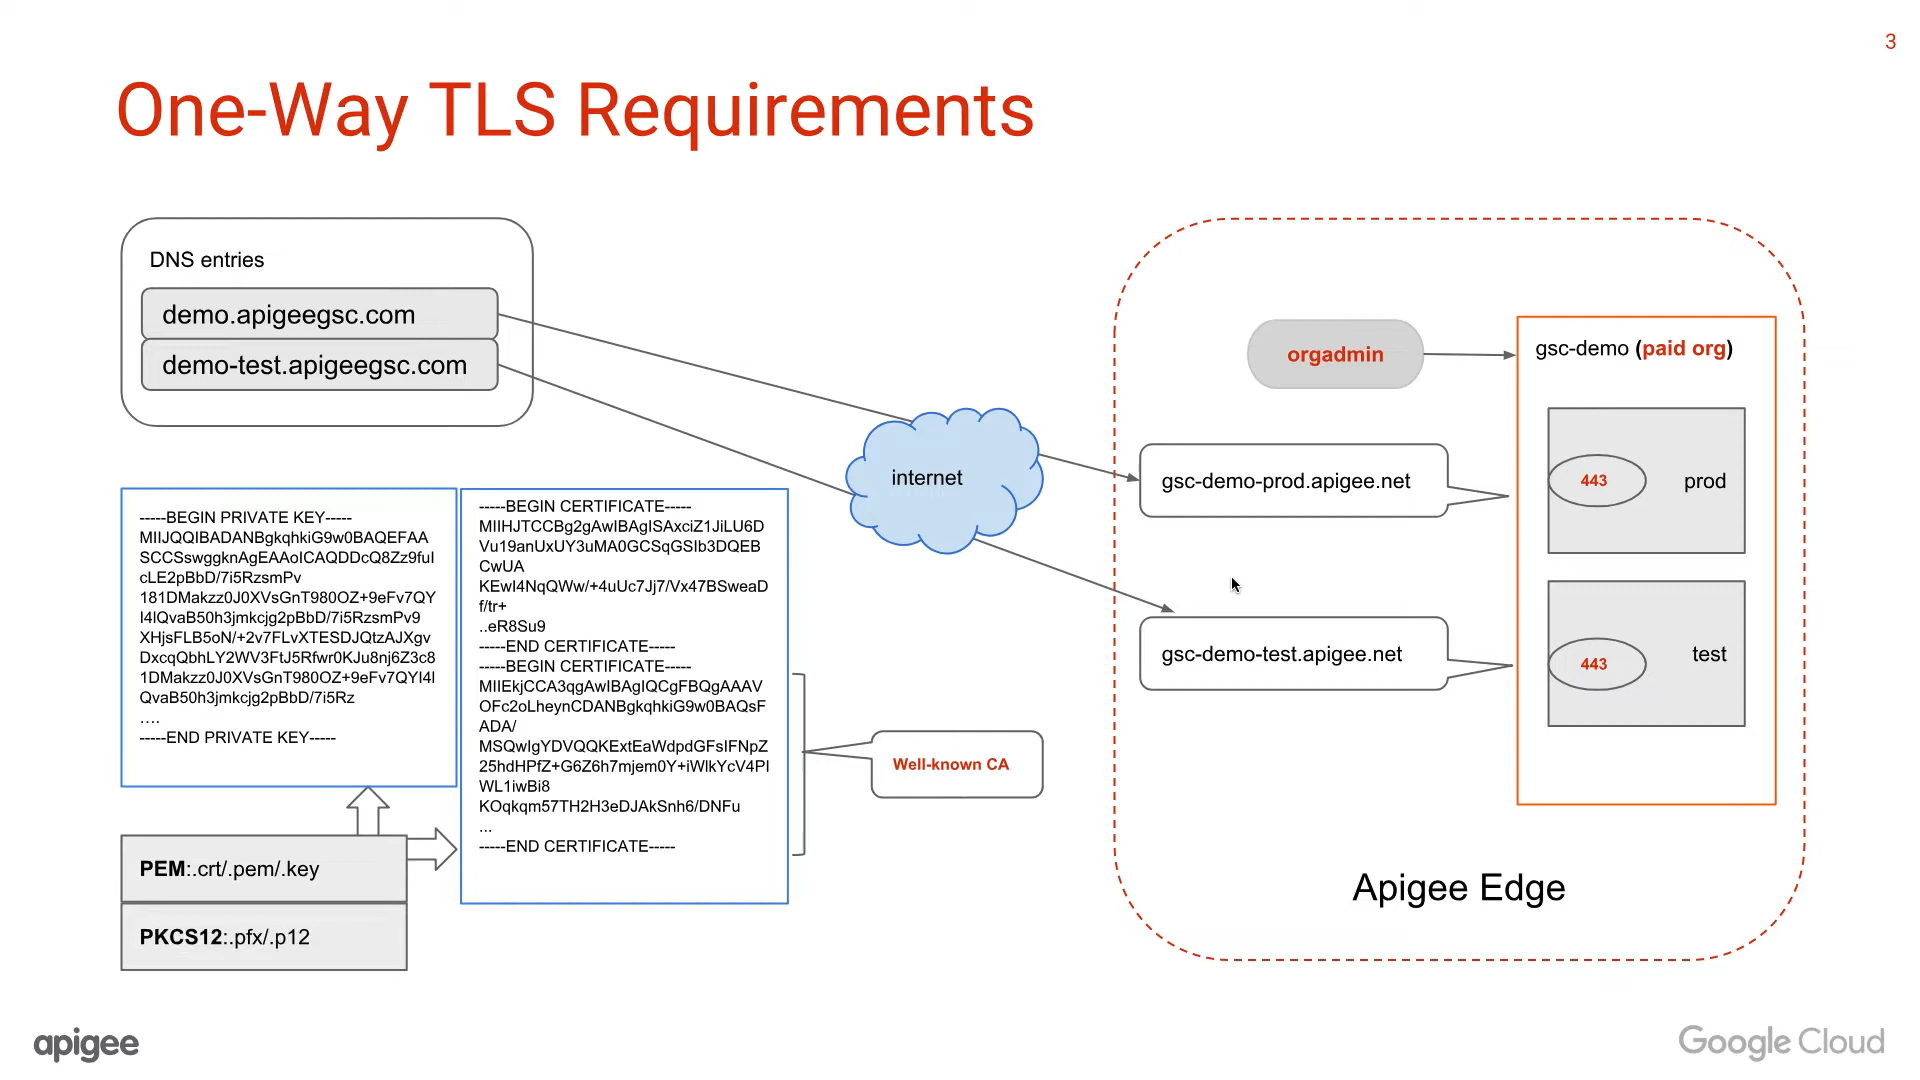 3
One-Way TLS Requirements
DNS entries
demo.apigeegsc.com
demo-test.apigeegsc.com
internet
orgadmin
gsc-demo (paid org)
gsc-demo-prod.apigee.net
443
prod
gsc-demo-test.apigee.net
443
test
Apigee Edge
-----BEGIN PRIVATE KEY-----
MIIJQQIBADANBgkqhkiG9w0BAQEFAA
SCCSswggknAgEAAoICAQDDcQ8Zz9fuI
cLE2pBbD/7i5RzsmPv
181DMakzz0J0XVsGnT980OZ+9eFv7QY
I4lQvaB50h3jmkcjg2pBbD/7i5RzsmPv9
XHjsFLB5oN/+2v7FLvXTESDJQtzAJXgv
DxcqQbhLY2WV3FtJ5Rfwr0KJu8nj6Z3c8
1DMakzz0J0XVsGnT980OZ+9eFv7QYI4l
QvaB50h3jmkcjg2pBbD/7i5Rz
....
-----END PRIVATE KEY-----
-----BEGIN CERTIFICATE-----
MIIHJTCCBg2gAwIBAgISAxciZ1JiLU6D
Vu19anUxUY3uMA0GCSqGSIb3DQEB
CwUA
KEwI4NqQWw/+4uUc7Jj7/Vx47BSweaD
f/tr+
..eR8Su9
-----END CERTIFICATE-----
-----BEGIN CERTIFICATE-----
MIIEkjCCA3qgAwIBAgIQCgFBQgAAAV
OFc2oLheynCDANBgkqhkiG9w0BAQsF
ADA/
MSQwIgYDVQQKExtEaWdpdGFsIFNpZ
25hdHPfZ+G6Z6h7mjem0Y+iWlkYcV4PI
WL1iwBi8
KOqkqm57TH2H3eDJAkSnh6/DNFu
...
-----END CERTIFICATE-----
Well-known CA
PEM:.crt/.pem/.key
PKCS12:.pfx/.p12
apigee
Google Cloud